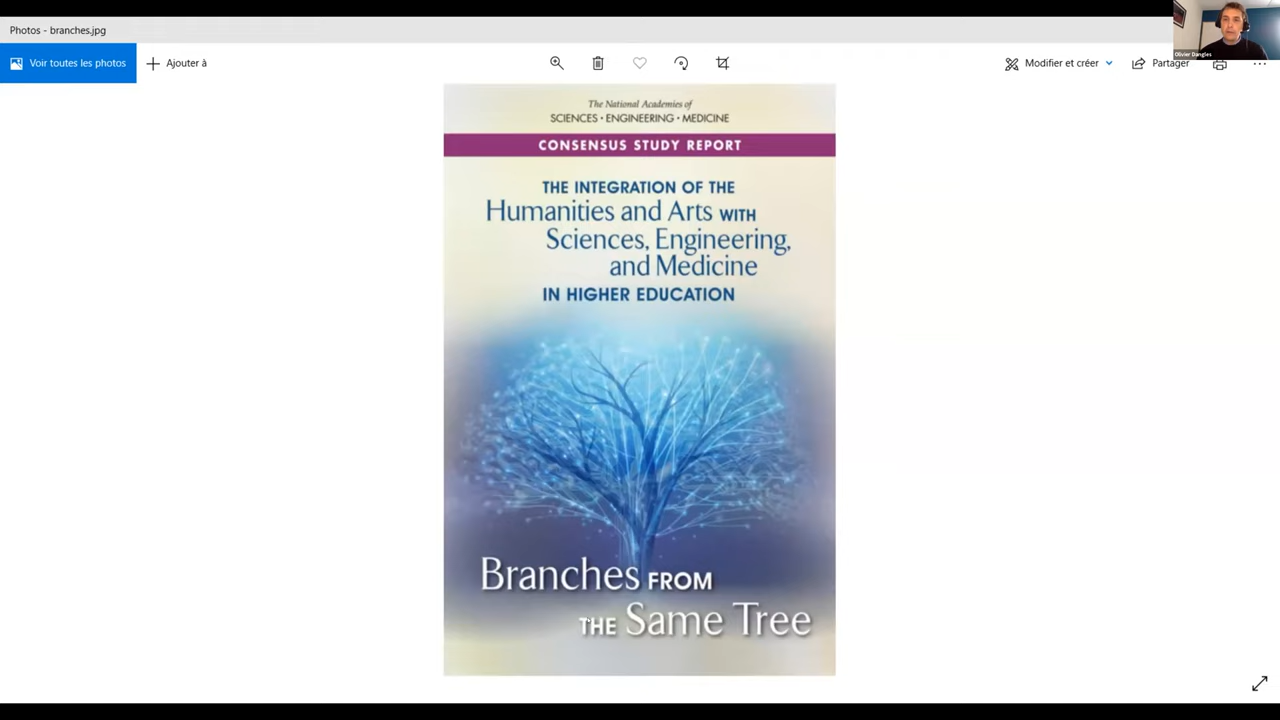 Photos - branches.jpg
Olivier Dangles
Voir toutes les photos
Ajouter à
Modifier et créer
Partager
The National Academies of
SCIENCES • ENGINEERING • MEDICINE
CONSENSUS STUDY REPORT
THE INTEGRATION OF THE
Humanities and Arts WITH
Sciences, Engineering,
and Medicine
IN HIGHER EDUCATION
Branches FROM
THE Same Tree